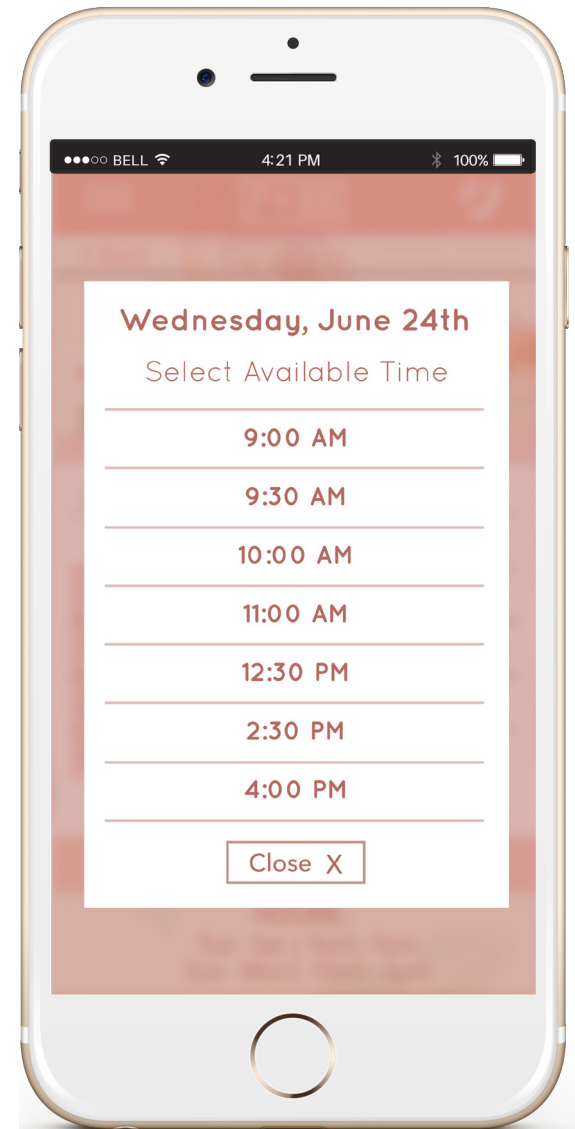 BELL 4:21 PM 100%
Wednesday, June 24th
Select Available Time
9:00 AM
9:30 AM
10:00 AM
11:00 AM
12:30 PM
2:30 PM
4:00 PM
Close X